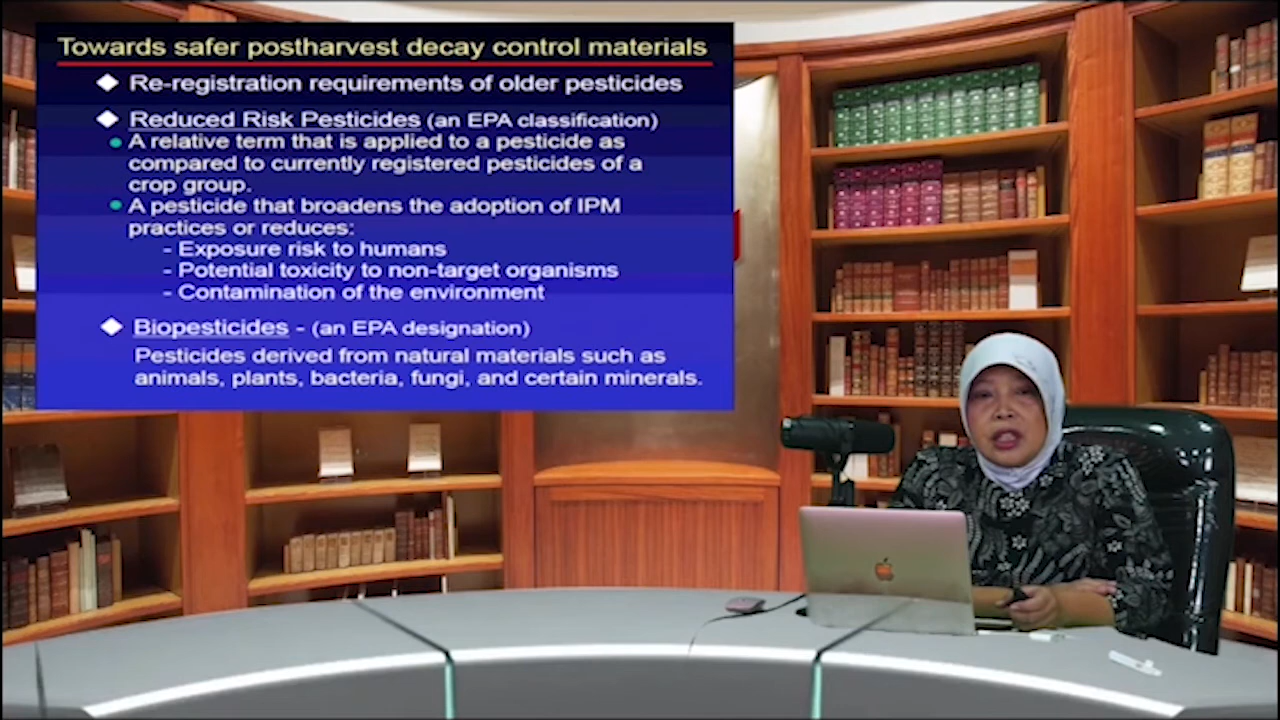 Towards safer postharvest decay control materials
Re-registration requirements of older pesticides
Reduced Risk Pesticides (an EPA classification)
A relative term that is applied to a pesticide as
compared to currently registered pesticides of a
crop group.
A pesticide that broadens the adoption of IPM
practices or reduces:
- Exposure risk to humans
- Potential toxicity to non-target organisms
- Contamination of the environment
Biopesticides - (an EPA designation)
Pesticides derived from natural materials such as
animals, plants, bacteria, fungi, and certain minerals.